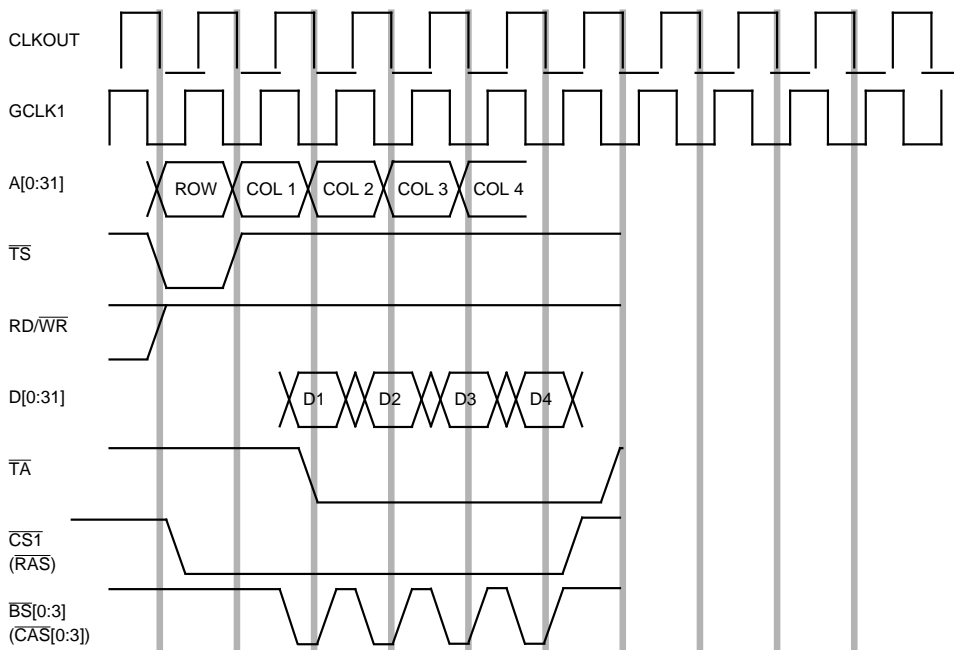 CLKOUT
GCLK1
A[0:31]
ROW COL 1 COL 2 COL 3 COL 4
TS
RD/WR
D[0:31]
D1 D2 D3 D4
TA
CS1
(RAS)
BS[0:3]
(CAS[0:3])